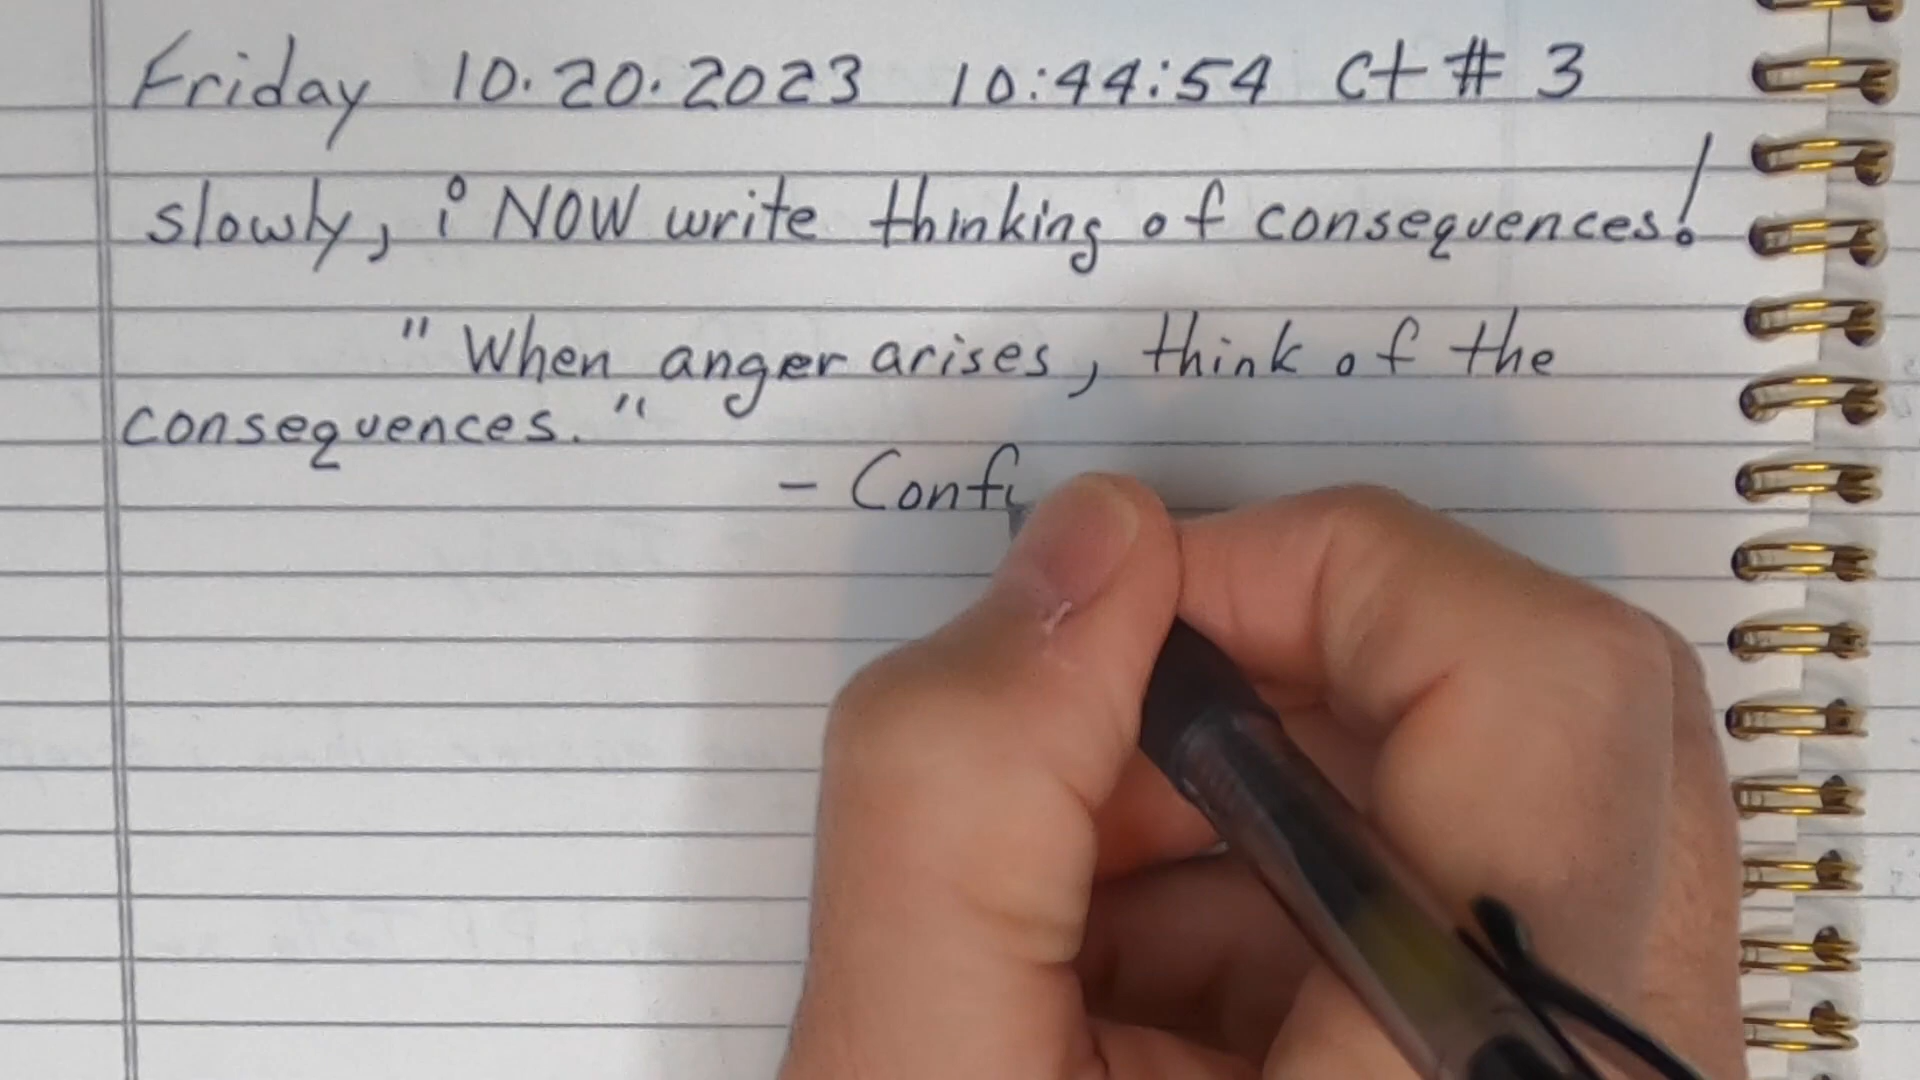 Friday 10.20.2023 10:44:54 Ct # 3
slowly, i NOW write thinking of consequences!
"When anger arises, think of the
consequences."
- Confu